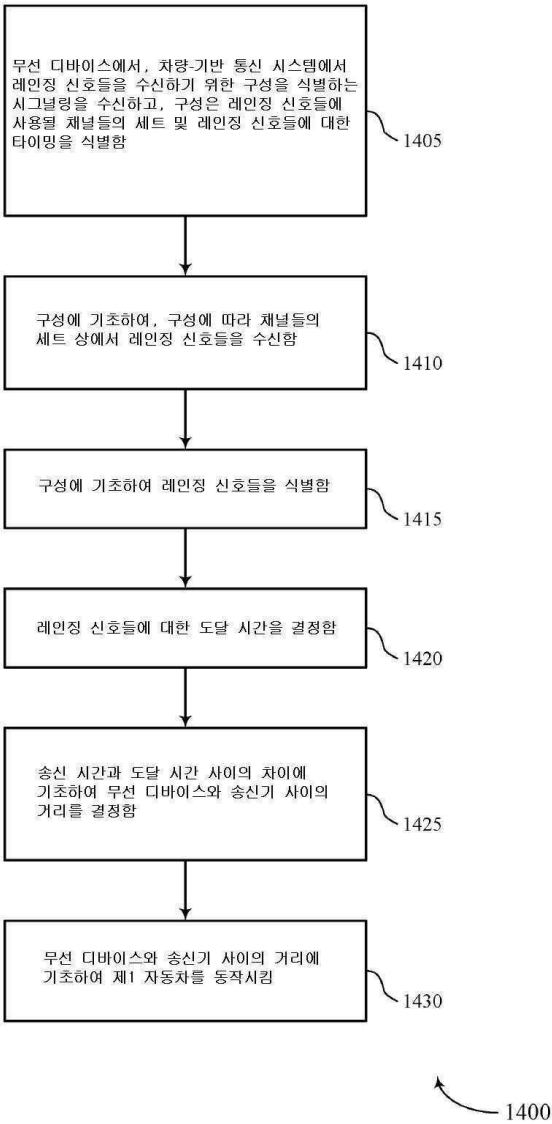 무선 디바이스에서, 차량-기반 통신 시스템에서
레인징 신호들을 수신하기 위한 구성을 식별하는
시그널링을 수신하고, 구성은 레인징 신호들에
사용될 채널들의 세트 및 레인징 신호들에 대한
타이밍을 식별함
1405
구성에 기초하여, 구성에 따라 채널들의
세트 상에서 레인징 신호들을 수신함
1410
구성에 기초하여 레인징 신호들을 식별함
1415
레인징 신호들에 대한 도달 시간을 결정함
1420
송신 시간과 도달 시간 사이의 차이에
기초하여 무선 디바이스와 송신기 사이의
거리를 결정함
1425
무선 디바이스와 송신기 사이의 거리에
기초하여 제1 자동차를 동작시킴
1430
1400